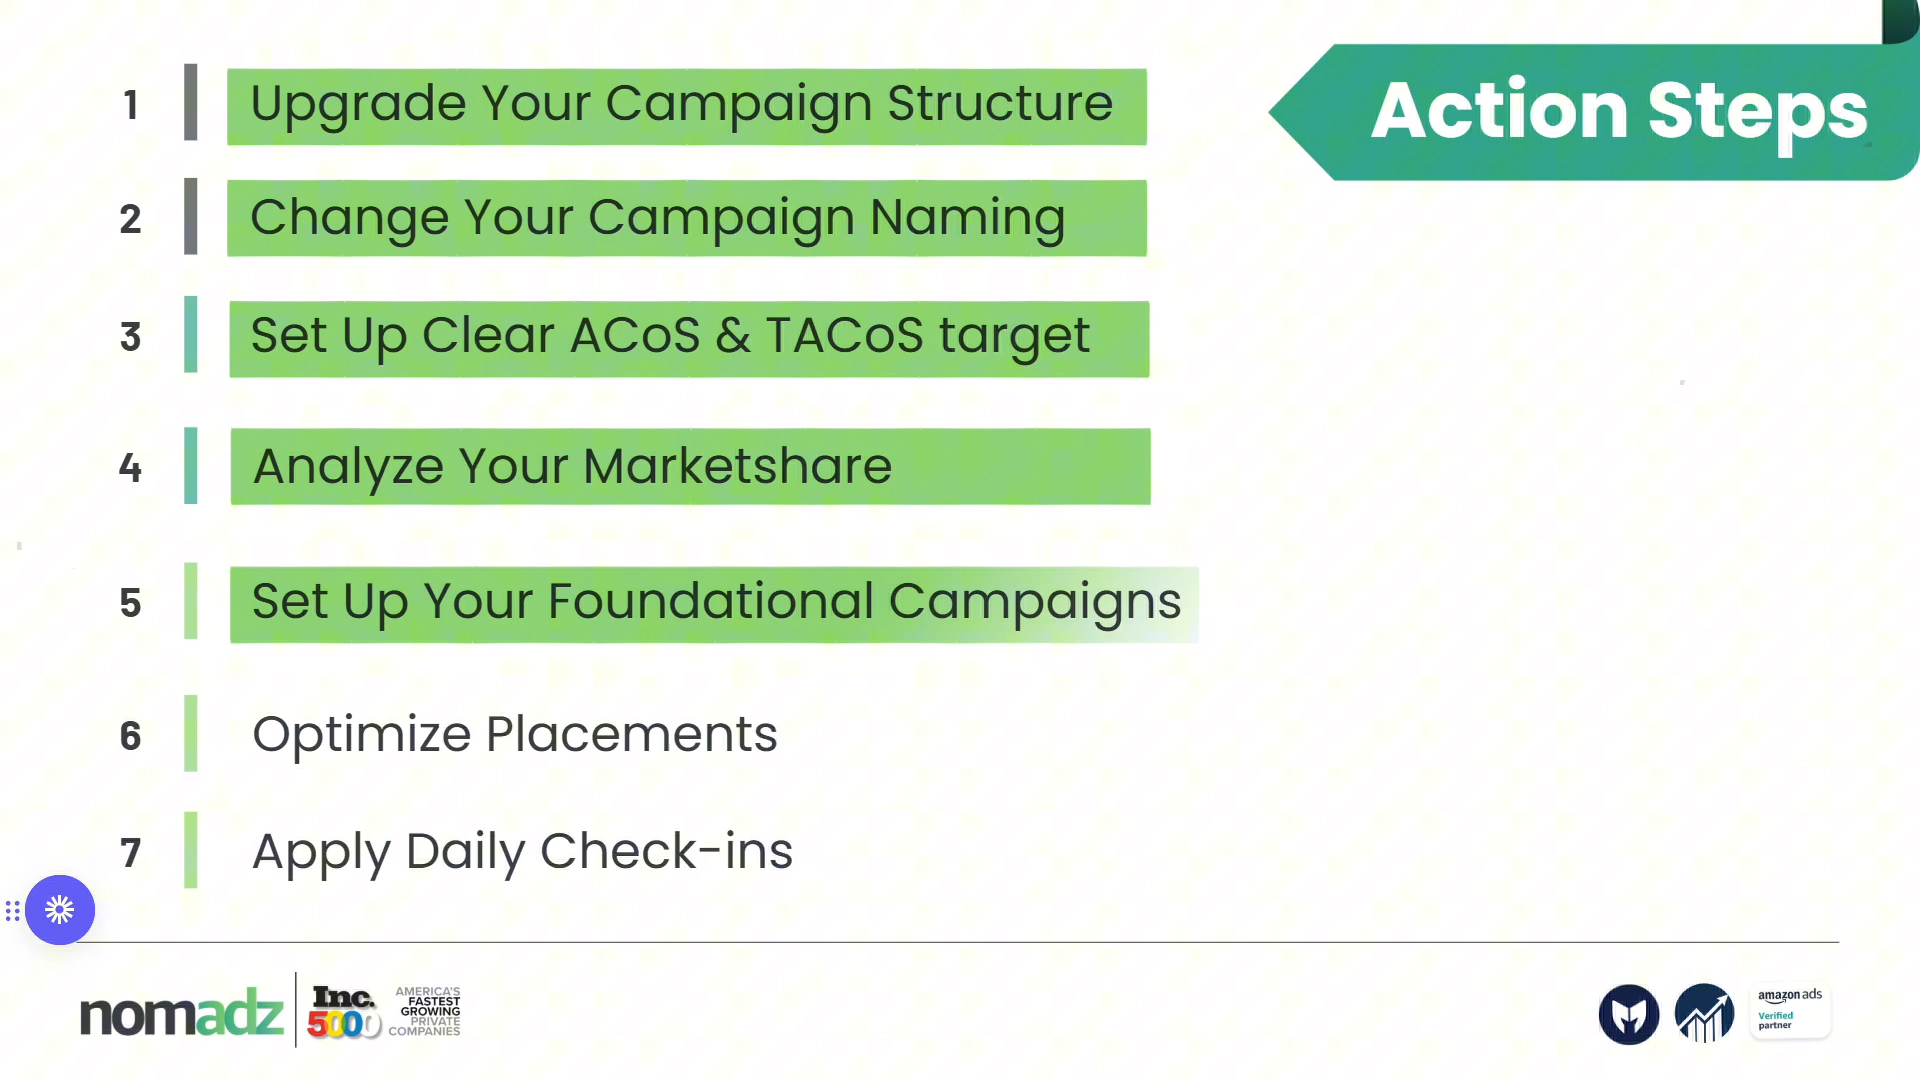 Action Steps
1 Upgrade Your Campaign Structure
2 Change Your Campaign Naming
3 Set Up Clear ACoS & TACoS target
4 Analyze Your Marketshare
5 Set Up Your Foundational Campaigns
6 Optimize Placements
7 Apply Daily Check-ins
nomadz
Inc.
5000
AMERICA'S
FASTEST
GROWING
PRIVATE
COMPANIES
amazon ads
Verified
partner